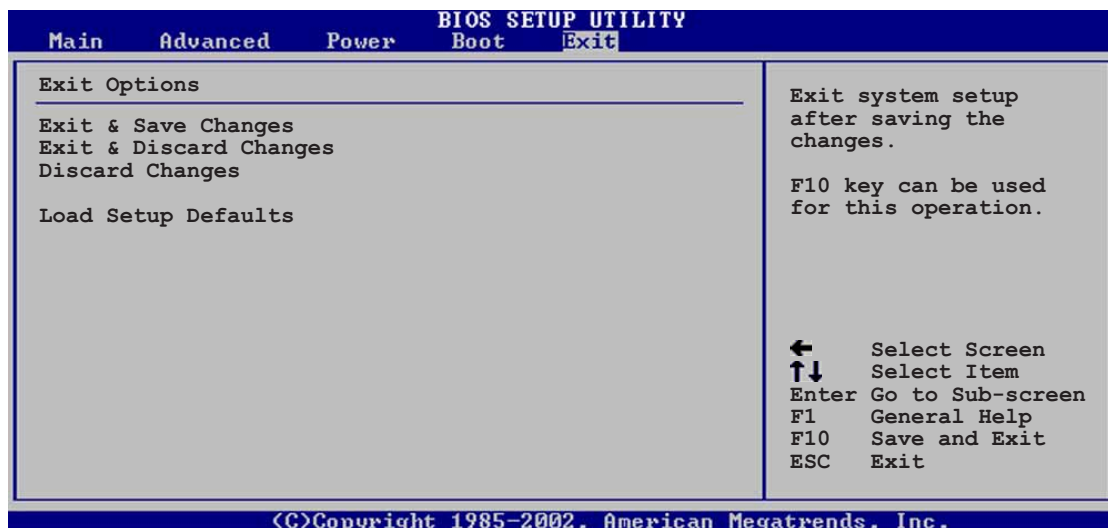 BIOS SETUP UTILITY
Main Advanced Power Boot Exit
Exit Options
Exit & Save Changes
Exit & Discard Changes
Discard Changes
Load Setup Defaults
Exit system setup
after saving the
changes.
F10 key can be used
for this operation.
← Select Screen
↑↓ Select Item
Enter Go to Sub-screen
F1 General Help
F10 Save and Exit
ESC Exit
(C)Copyright 1985-2002, American Megatrends, Inc.